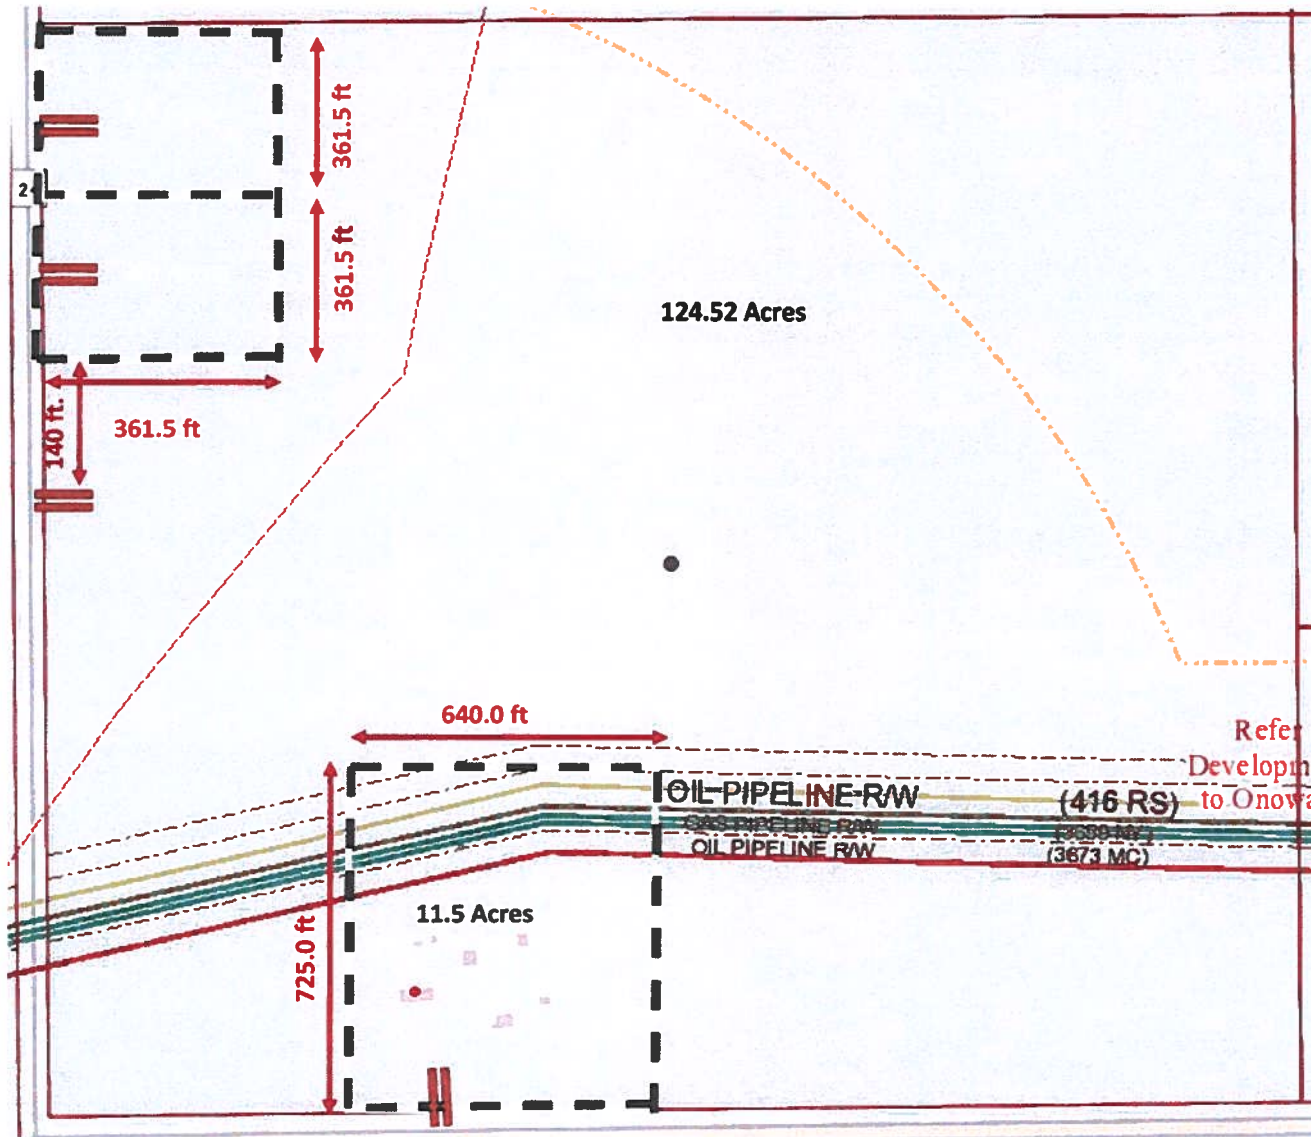 361.5 ft
2
361.5 ft
124.52 Acres
140 ft.
361.5 ft
640.0 ft
Refer
Developm
to Onowa
OIL PIPELINE R/W (416 RS)
GAS PIPELINE R/W
OIL PIPELINE R/W (3673 MC)
11.5 Acres
725.0 ft